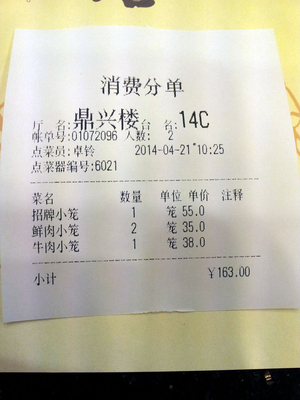 消费分单
厅 名:鼎兴楼台 名:14C
帐单号:01072096 人数: 2
点菜员:卓铃 2014-04-21 10:25
点菜器编号:6021
菜名 数量 单位 单价 注释
招牌小笼 1 笼 55.0
鲜肉小笼 2 笼 35.0
牛肉小笼 1 笼 38.0
小计 ¥163.00